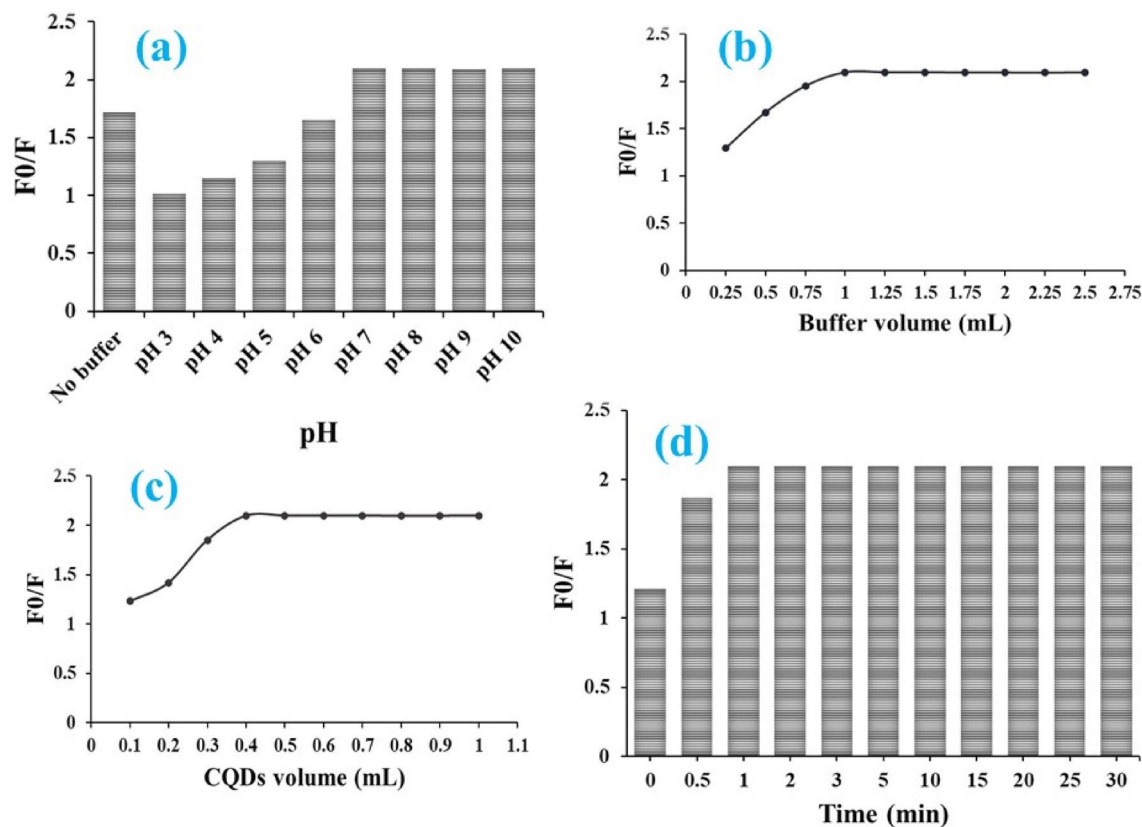 (a)
2.5
2
1.5
1
0.5
0
F0/F
No buffer pH 3 pH 4 pH 5 pH 6 pH 7 pH 8 pH 9 pH 10
pH
(b)
2.5
2
1.5
1
0.5
0
F0/F
0 0.25 0.5 0.75 1 1.25 1.5 1.75 2 2.25 2.5 2.75
Buffer volume (mL)
(c)
2.5
2
1.5
1
0.5
0
F0/F
0 0.1 0.2 0.3 0.4 0.5 0.6 0.7 0.8 0.9 1 1.1
CQDs volume (mL)
(d)
2.5
2
1.5
1
0.5
0
F0/F
0 0.5 1 2 3 5 10 15 20 25 30
Time (min)